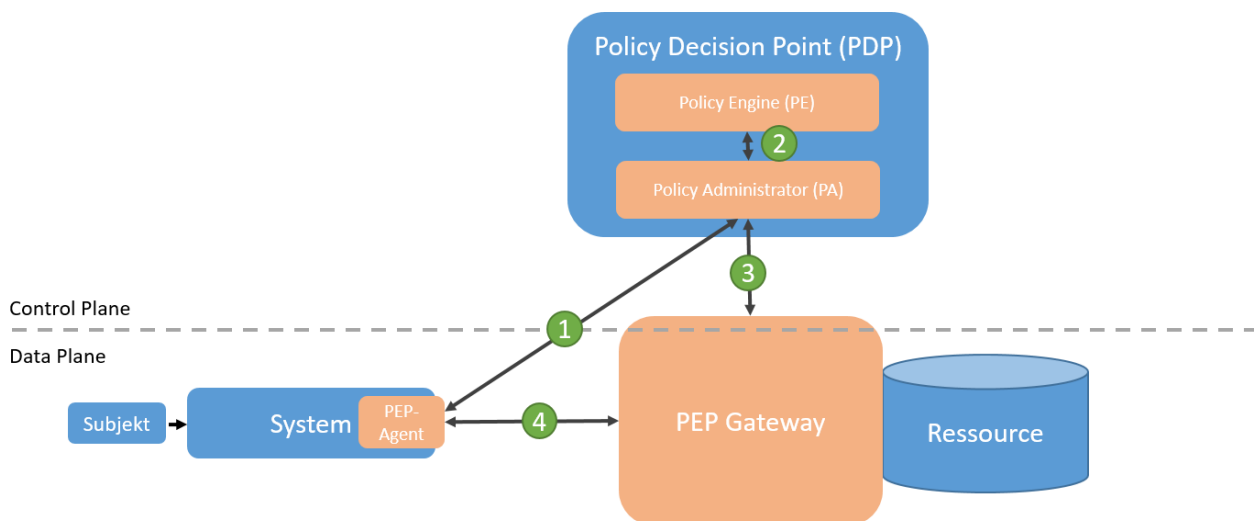 Policy Decision Point (PDP)
Policy Engine (PE)
2
Policy Administrator (PA)
3
Control Plane
1
Data Plane
Subjekt
System
PEP-
Agent
4
PEP Gateway
Ressource